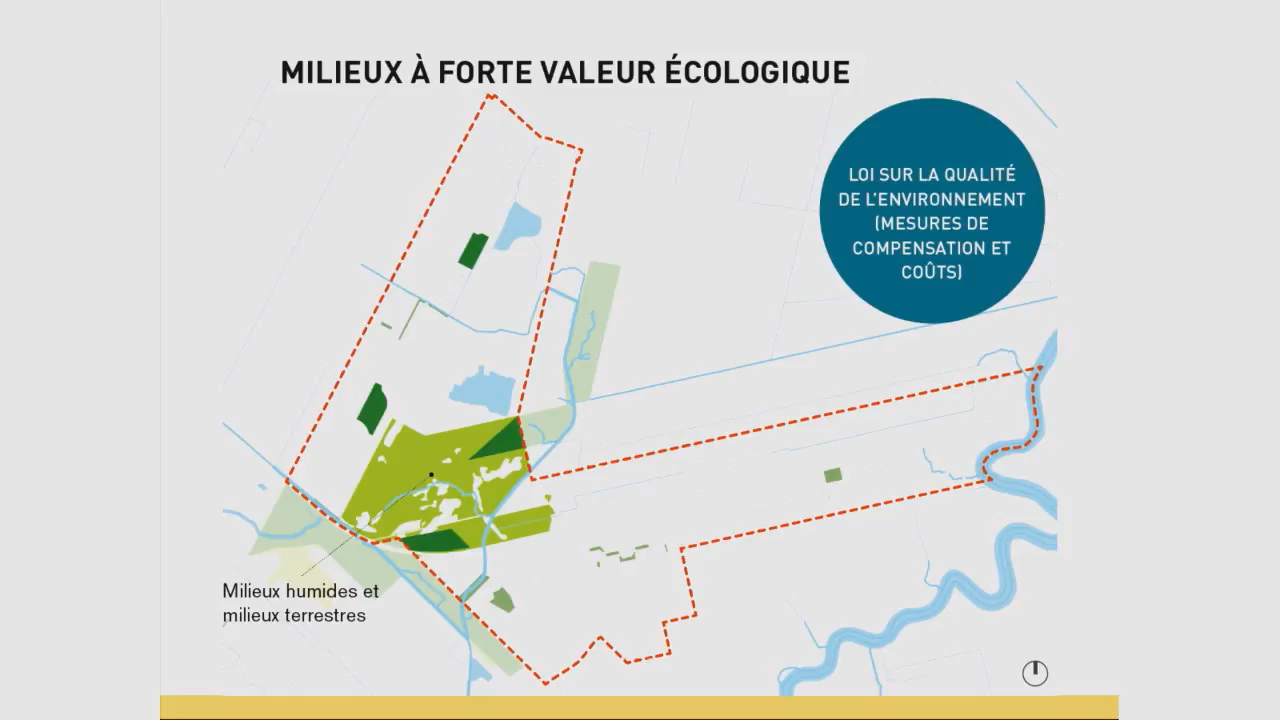 MILIEUX À FORTE VALEUR ÉCOLOGIQUE
LOI SUR LA QUALITÉ
DE L'ENVIRONNEMENT
(MESURES DE
COMPENSATION ET
COÛTS)
Milieux humides et
milieux terrestres